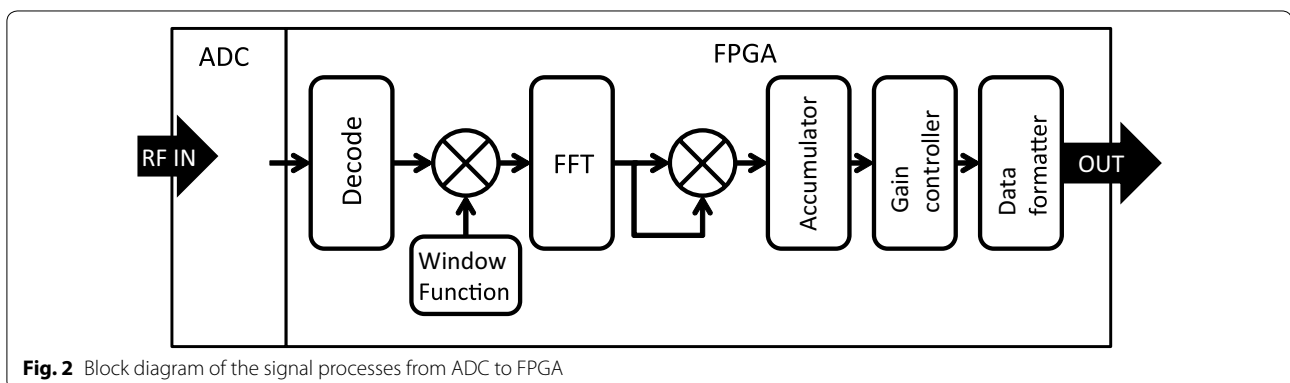 ADC
FPGA
RF IN
Decode
Window
Function
FFT
Accumulator
Gain
controller
Data
formatter
OUT
Fig. 2 Block diagram of the signal processes from ADC to FPGA